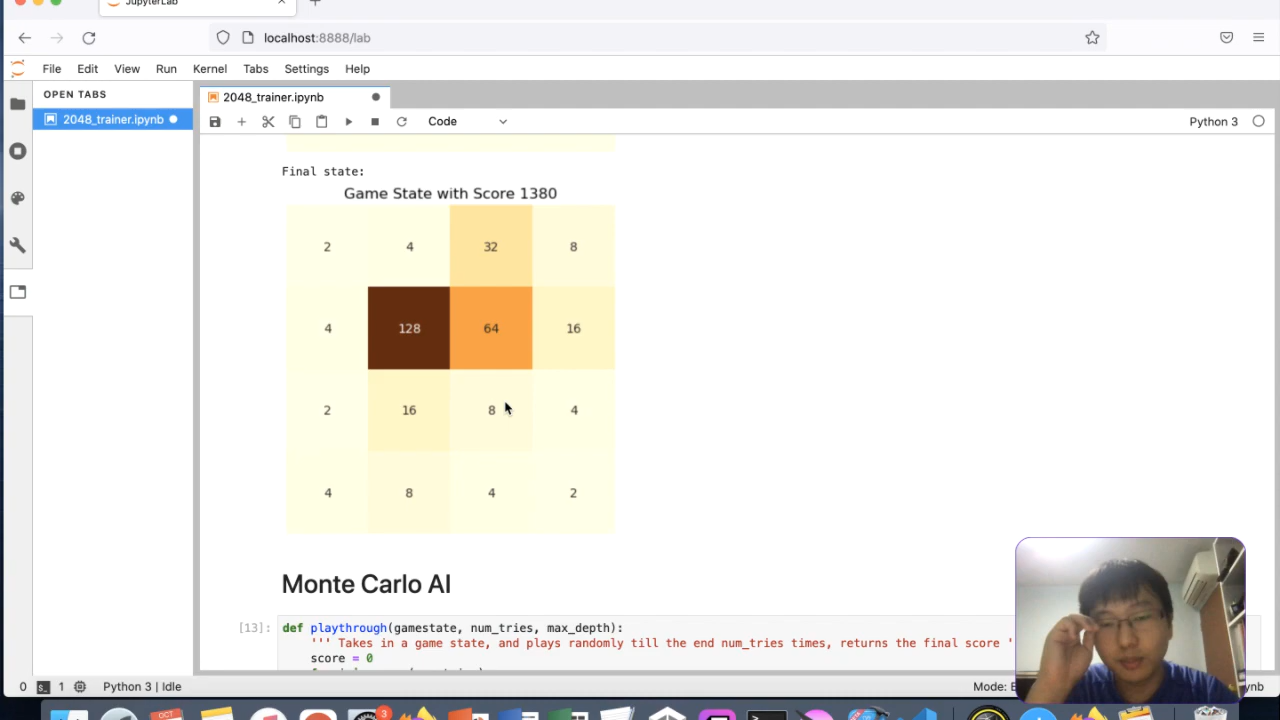 JupyterLab
localhost:8888/lab
File Edit View Run Kernel Tabs Settings Help
OPEN TABS
2048_trainer.ipynb
2048_trainer.ipynb
Code
Python 3
Final state:
Game State with Score 1380
2 4 32 8
4 128 64 16
2 16 8 4
4 8 4 2
Monte Carlo AI
[13]: def playthrough(gamestate, num_tries, max_depth):
''' Takes in a game state, and plays randomly till the end num_tries times, returns the final score '
score = 0
0 1 Python 3 | Idle
Mode:
ynb
OCT
3